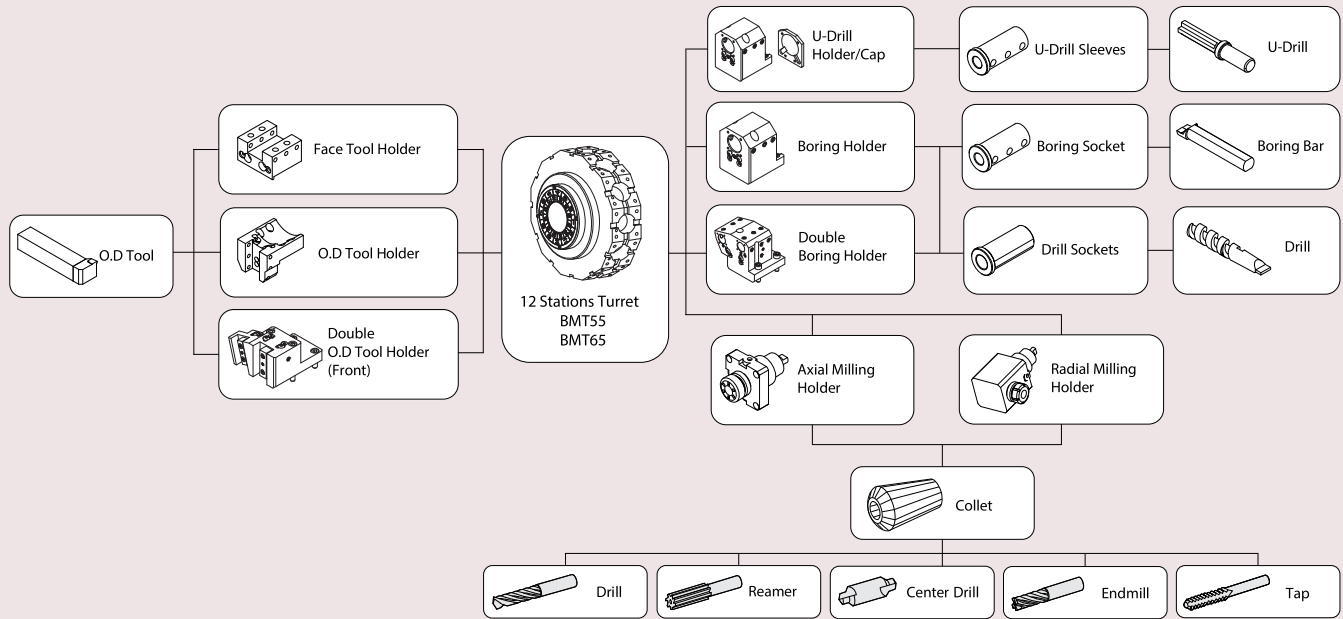 O.D Tool
Face Tool Holder
O.D Tool Holder
Double
O.D Tool Holder
(Front)
12 Stations Turret
BMT55
BMT65
U-Drill
Holder/Cap
U-Drill Sleeves
U-Drill
Boring Holder
Boring Socket
Boring Bar
Double
Boring Holder
Drill Sockets
Drill
Axial Milling
Holder
Radial Milling
Holder
Collet
Drill
Reamer
Center Drill
Endmill
Tap